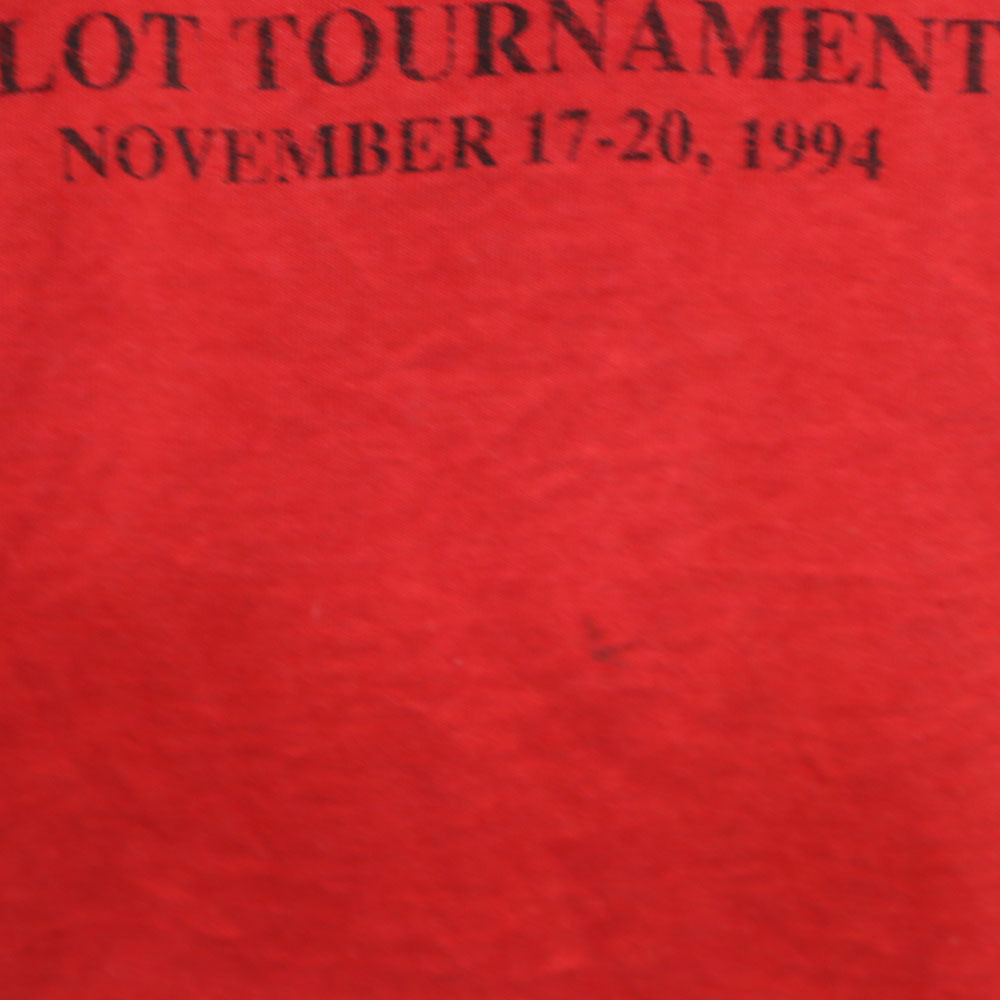 LOT TOURNAMENT
NOVEMBER 17-20, 1994